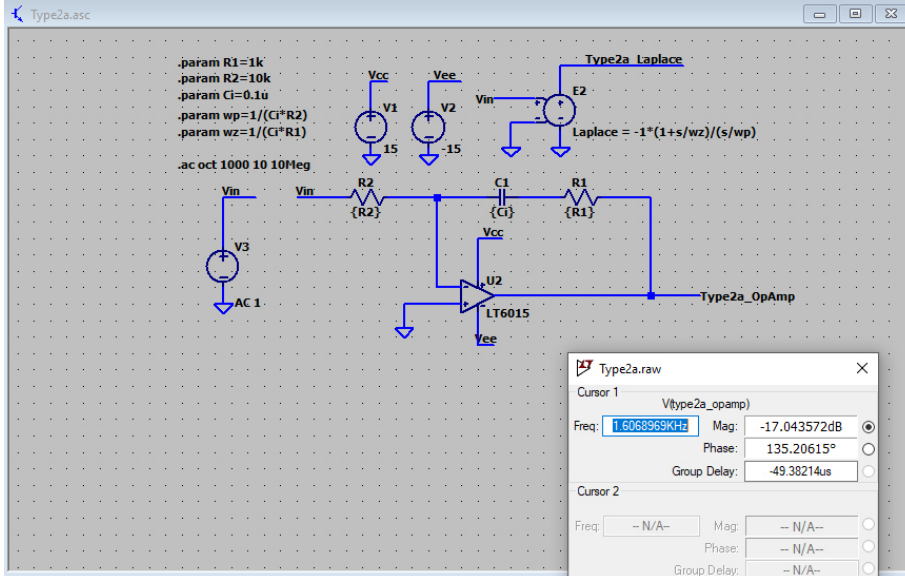 Type2a.asc
.param R1=1k
.param R2=10k
.param Ci=0.1u
.param wp=1/(Ci*R2)
.param wz=1/(Ci*R1)
.ac oct 1000 10 10Meg
Vcc
V1
15
Vee
V2
-15
Type2a_Laplace
Vin
E2
Laplace = -1*(1+s/wz)/(s/wp)
Vin
V3
AC 1
Vin
R2
{R2}
C1
{Ci}
R1
{R1}
Vcc
U2
LT6015
Vee
Type2a_OpAmp
Type2a.raw
Cursor 1
V(type2a_opamp)
Freq: 1.6068969KHz Mag: -17.043572dB
Phase: 135.20615°
Group Delay: -49.38214us
Cursor 2
Freq: -- N/A-- Mag: -- N/A--
Phase: -- N/A--
Group Delay: -- N/A--